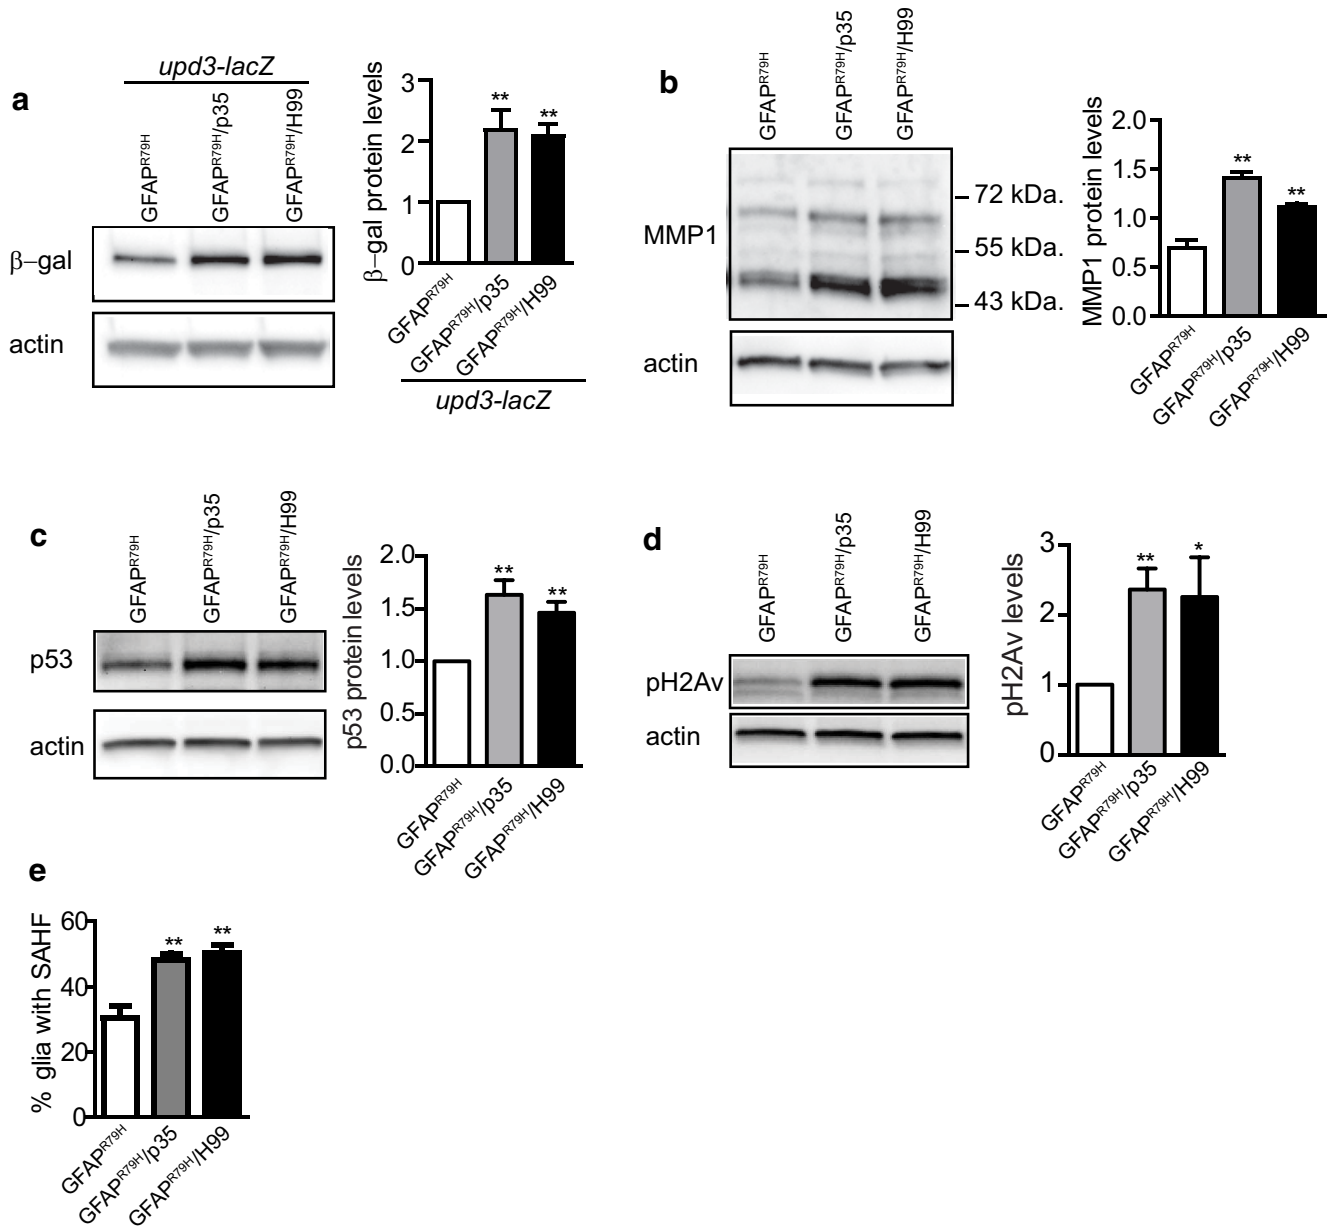 a
upd3-lacZ
GFAPR79H
GFAPR79H/p35
GFAPR79H/H99
β–gal
actin
β–gal protein levels
3
2
1
0
**
**
GFAPR79H
GFAPR79H/p35
GFAPR79H/H99
upd3-lacZ
b
GFAPR79H
GFAPR79H/p35
GFAPR79H/H99
MMP1
72 kDa.
55 kDa.
43 kDa.
actin
MMP1 protein levels
2.0
1.5
1.0
0.5
0.0
**
**
GFAPR79H
GFAPR79H/p35
GFAPR79H/H99
c
GFAPR79H
GFAPR79H/p35
GFAPR79H/H99
p53
actin
p53 protein levels
2.0
1.5
1.0
0.5
0.0
**
**
GFAPR79H
GFAPR79H/p35
GFAPR79H/H99
d
GFAPR79H
GFAPR79H/p35
GFAPR79H/H99
pH2Av
actin
pH2Av levels
3
2
1
0
**
*
GFAPR79H
GFAPR79H/p35
GFAPR79H/H99
e
% glia with SAHF
60
40
20
0
**
**
GFAPR79H
GFAPR79H/p35
GFAPR79H/H99